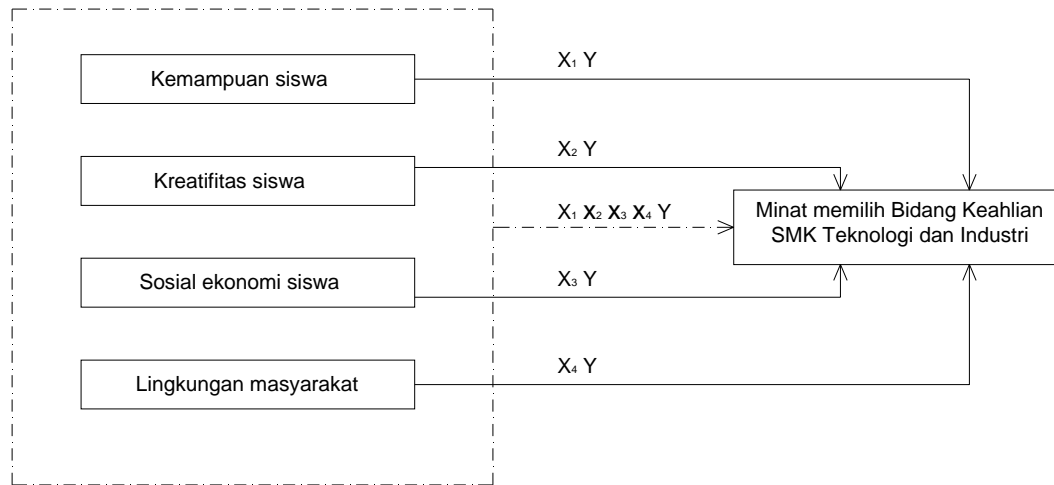 X₁ Y
Kemampuan siswa
X₂ Y
Kreatifitas siswa
X₁ X₂ X₃ X₄ Y
Minat memilih Bidang Keahlian
SMK Teknologi dan Industri
Sosial ekonomi siswa
X₃ Y
X₄ Y
Lingkungan masyarakat